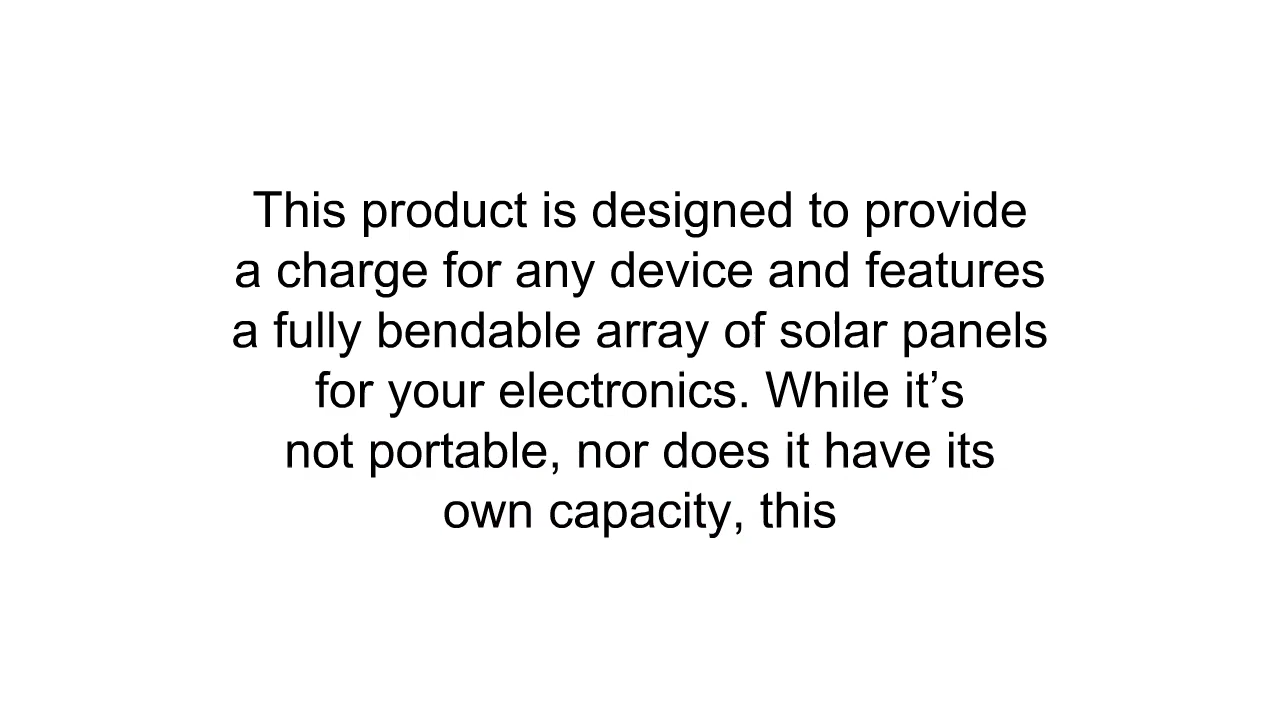 This product is designed to provide
a charge for any device and features
a fully bendable array of solar panels
for your electronics. While it’s
not portable, nor does it have its
own capacity, this